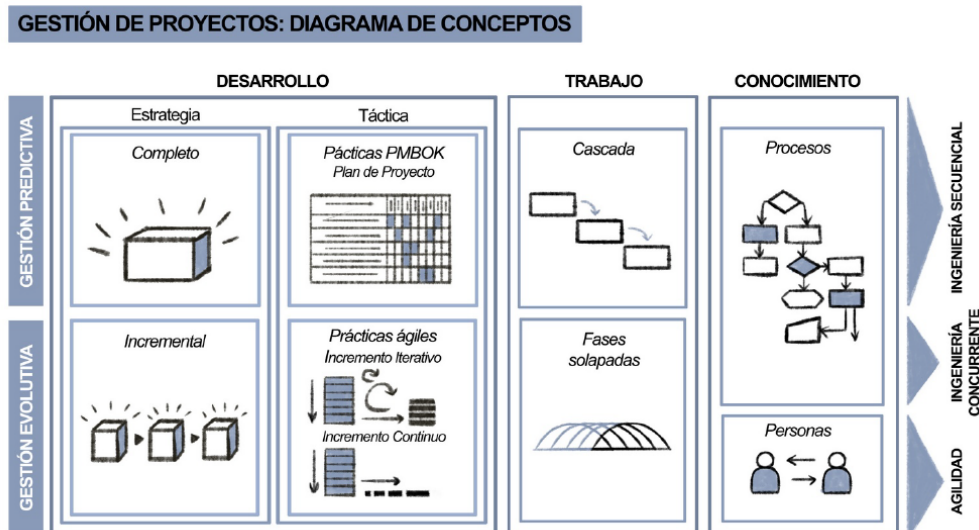 GESTIÓN DE PROYECTOS: DIAGRAMA DE CONCEPTOS
DESARROLLO
TRABAJO
CONOCIMIENTO
GESTIÓN PREDICTIVA
Estrategia
Táctica
Completo
Pácticas PMBOK
Plan de Proyecto
Cascada
Procesos
INGENIERÍA SECUENCIAL
GESTIÓN EVOLUTIVA
Incremental
Prácticas ágiles
Incremento Iterativo
Incremento Continuo
Fases
solapadas
INGENIERÍA
CONCURRENTE
Personas
AGILIDAD